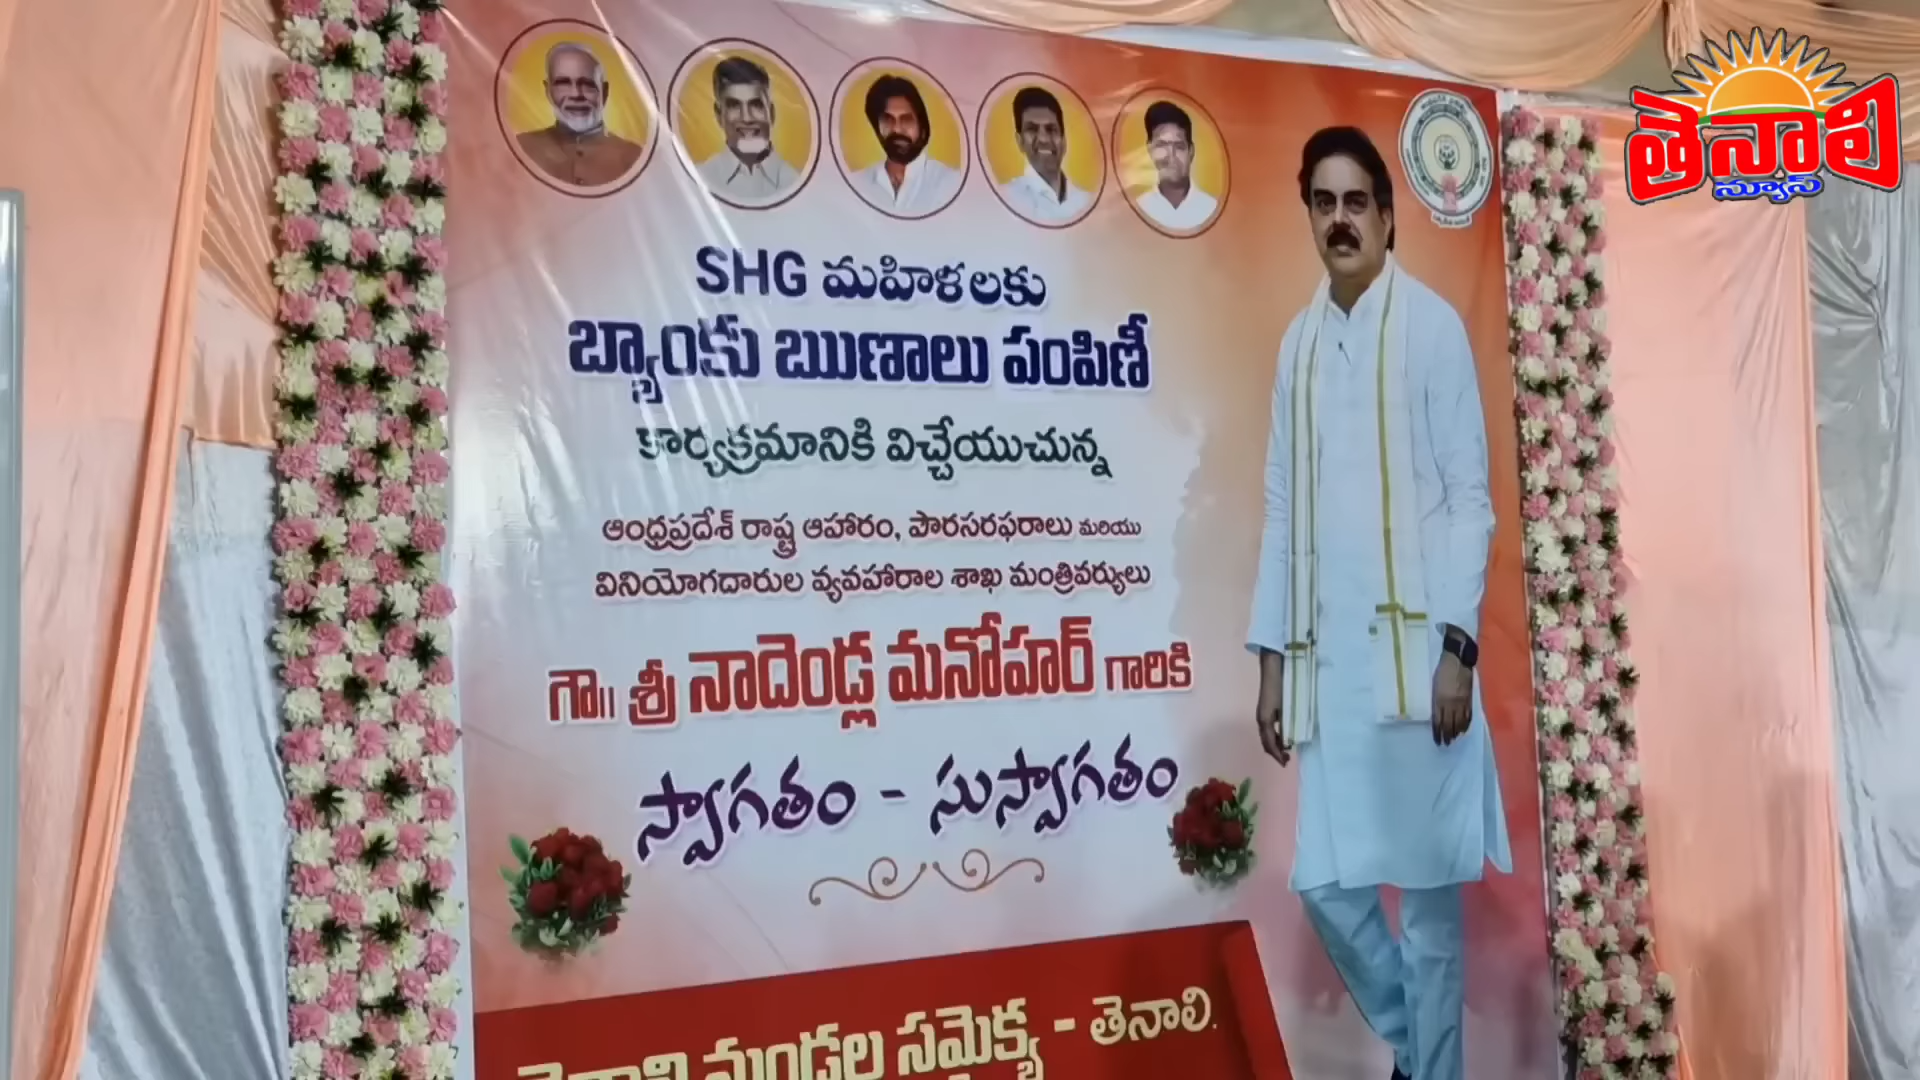 తెనాలి
న్యూస్
SHG మహిళలకు
బ్యాంకు ఋణాలు పంపిణీ
కార్యక్రమానికి విచ్చేయుచున్న
ఆంధ్రప్రదేశ్ రాష్ట్ర ఆహారం, పౌరసరఫరాలు మరియు
వినియోగదారుల వ్యవహారాల శాఖ మంత్రివర్యులు
గౌ|| శ్రీ నాదెండ్ల మనోహర్ గారికి
స్వాగతం - సుస్వాగతం
తెనాలి మండల సమైక్య - తెనాలి.